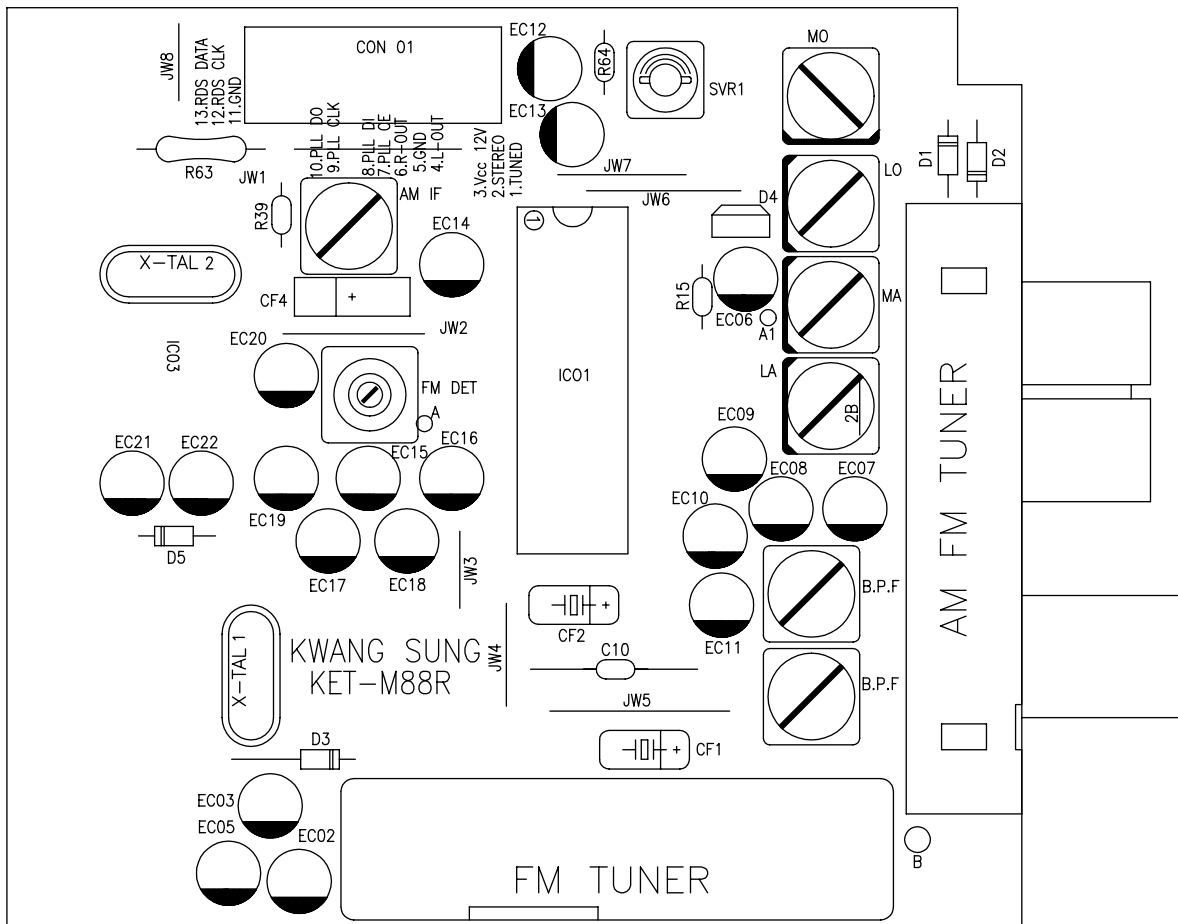 JW8
13.RDS DATA
12.RDS CLK
11.GND
CON 01
10.PLL DO
9.PLL CLK
8.PLL DI
7.PLL CE
6.R-OUT
5.GND
4.L-OUT
3.Vcc 12V
2.STEREO
1.TUNED
EC12
R64
SVR1
MO
EC13
R63
JW1
JW7
JW6
D1
D2
LO
R39
AM IF
EC14
1
D4
X-TAL 2
CF4
+
R15
EC06
A1
MA
IC03
EC20
JW2
FM DET
A
IC01
LA
2B
AM FM TUNER
EC21
EC22
EC15
EC16
EC09
EC08
EC07
EC19
EC10
D5
EC17
EC18
JW3
CF2
+
EC11
B.P.F
X-TAL 1
KWANG SUNG
KET-M88R
JW4
C10
B.P.F
JW5
D3
CF1
+
EC03
EC05
EC02
FM TUNER
B